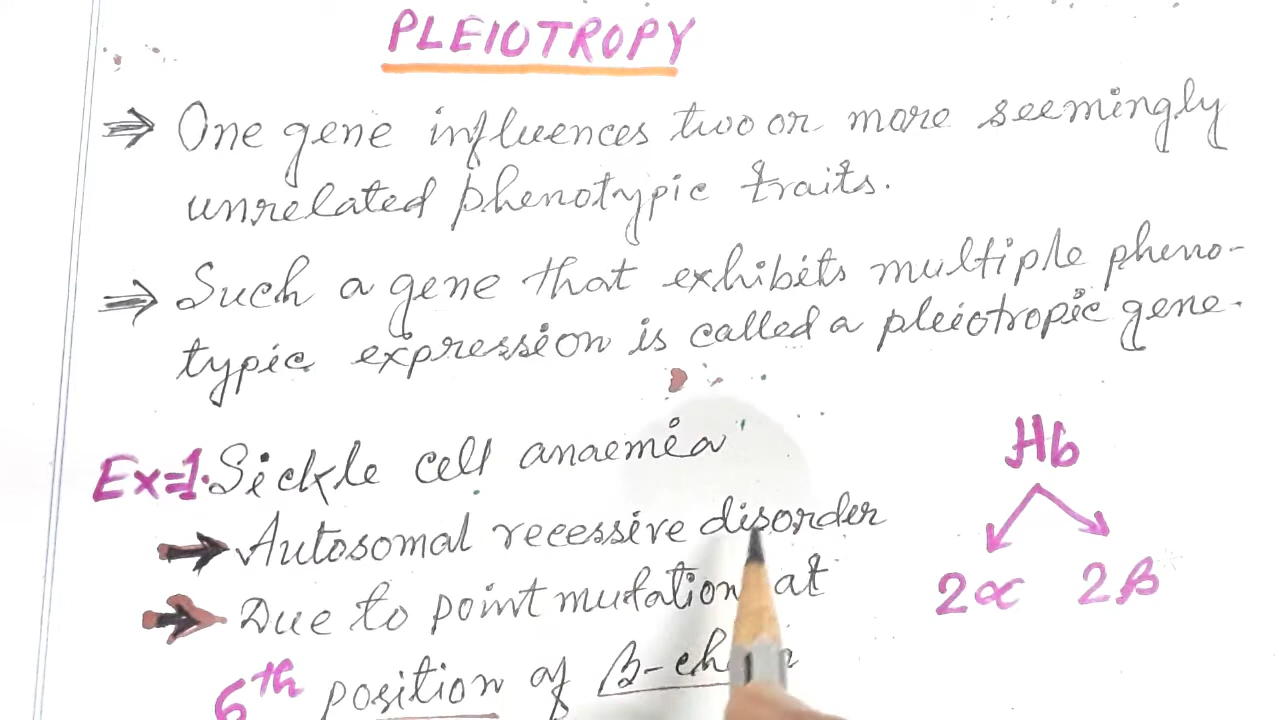 PLEIOTROPY
⇒ One gene influences two or more seemingly
unrelated phenotypic traits.
⇒ Such a gene that exhibits multiple pheno-
typic expression is called a pleiotropic gene.
Ex=1. Sickle cell anaemia
→ Autosomal recessive disorder
→ Due to point mutation at
6th position of β-
Hb
2α 2β